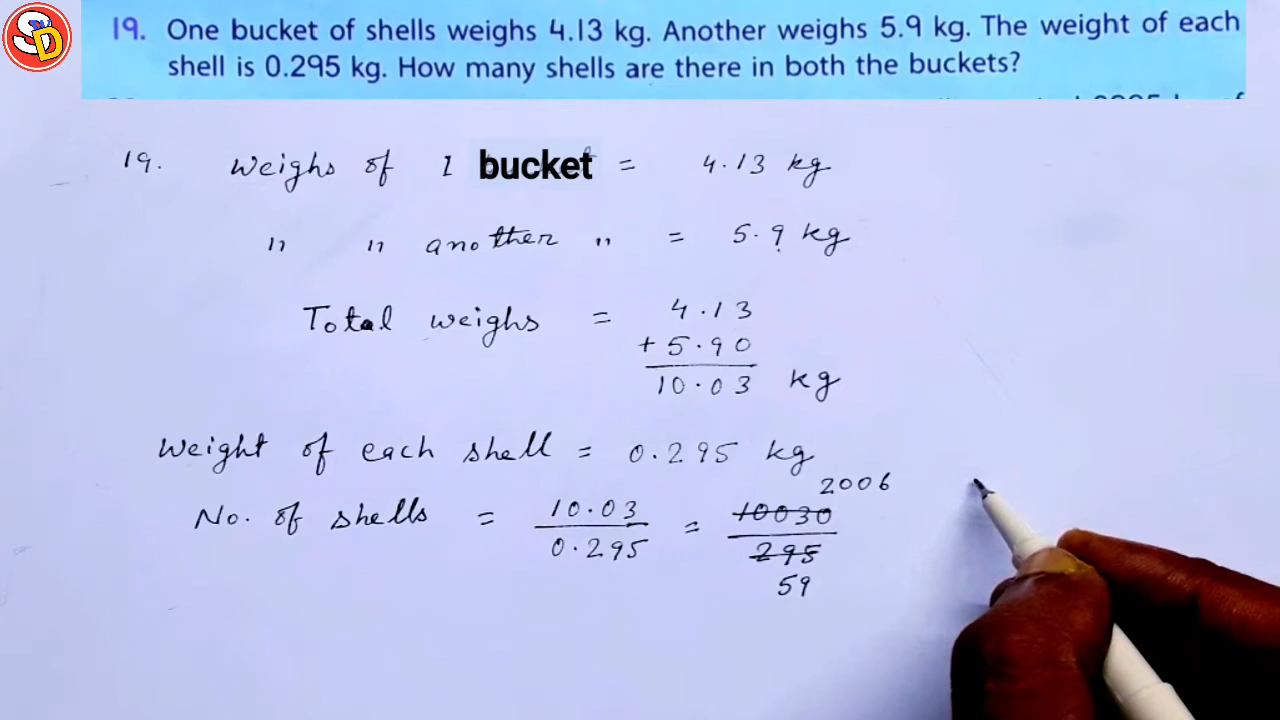 SD
19. One bucket of shells weighs 4.13 kg. Another weighs 5.9 kg. The weight of each
shell is 0.295 kg. How many shells are there in both the buckets?
19. Weighs of 1 bucket = 4.13 kg
" " another " = 5.9 kg
Total weighs = 4.13
+ 5.90
10.03 kg
Weight of each shell = 0.295 kg
2006
No. of shells = 10.03 / 0.295 = 10030 / 295
59